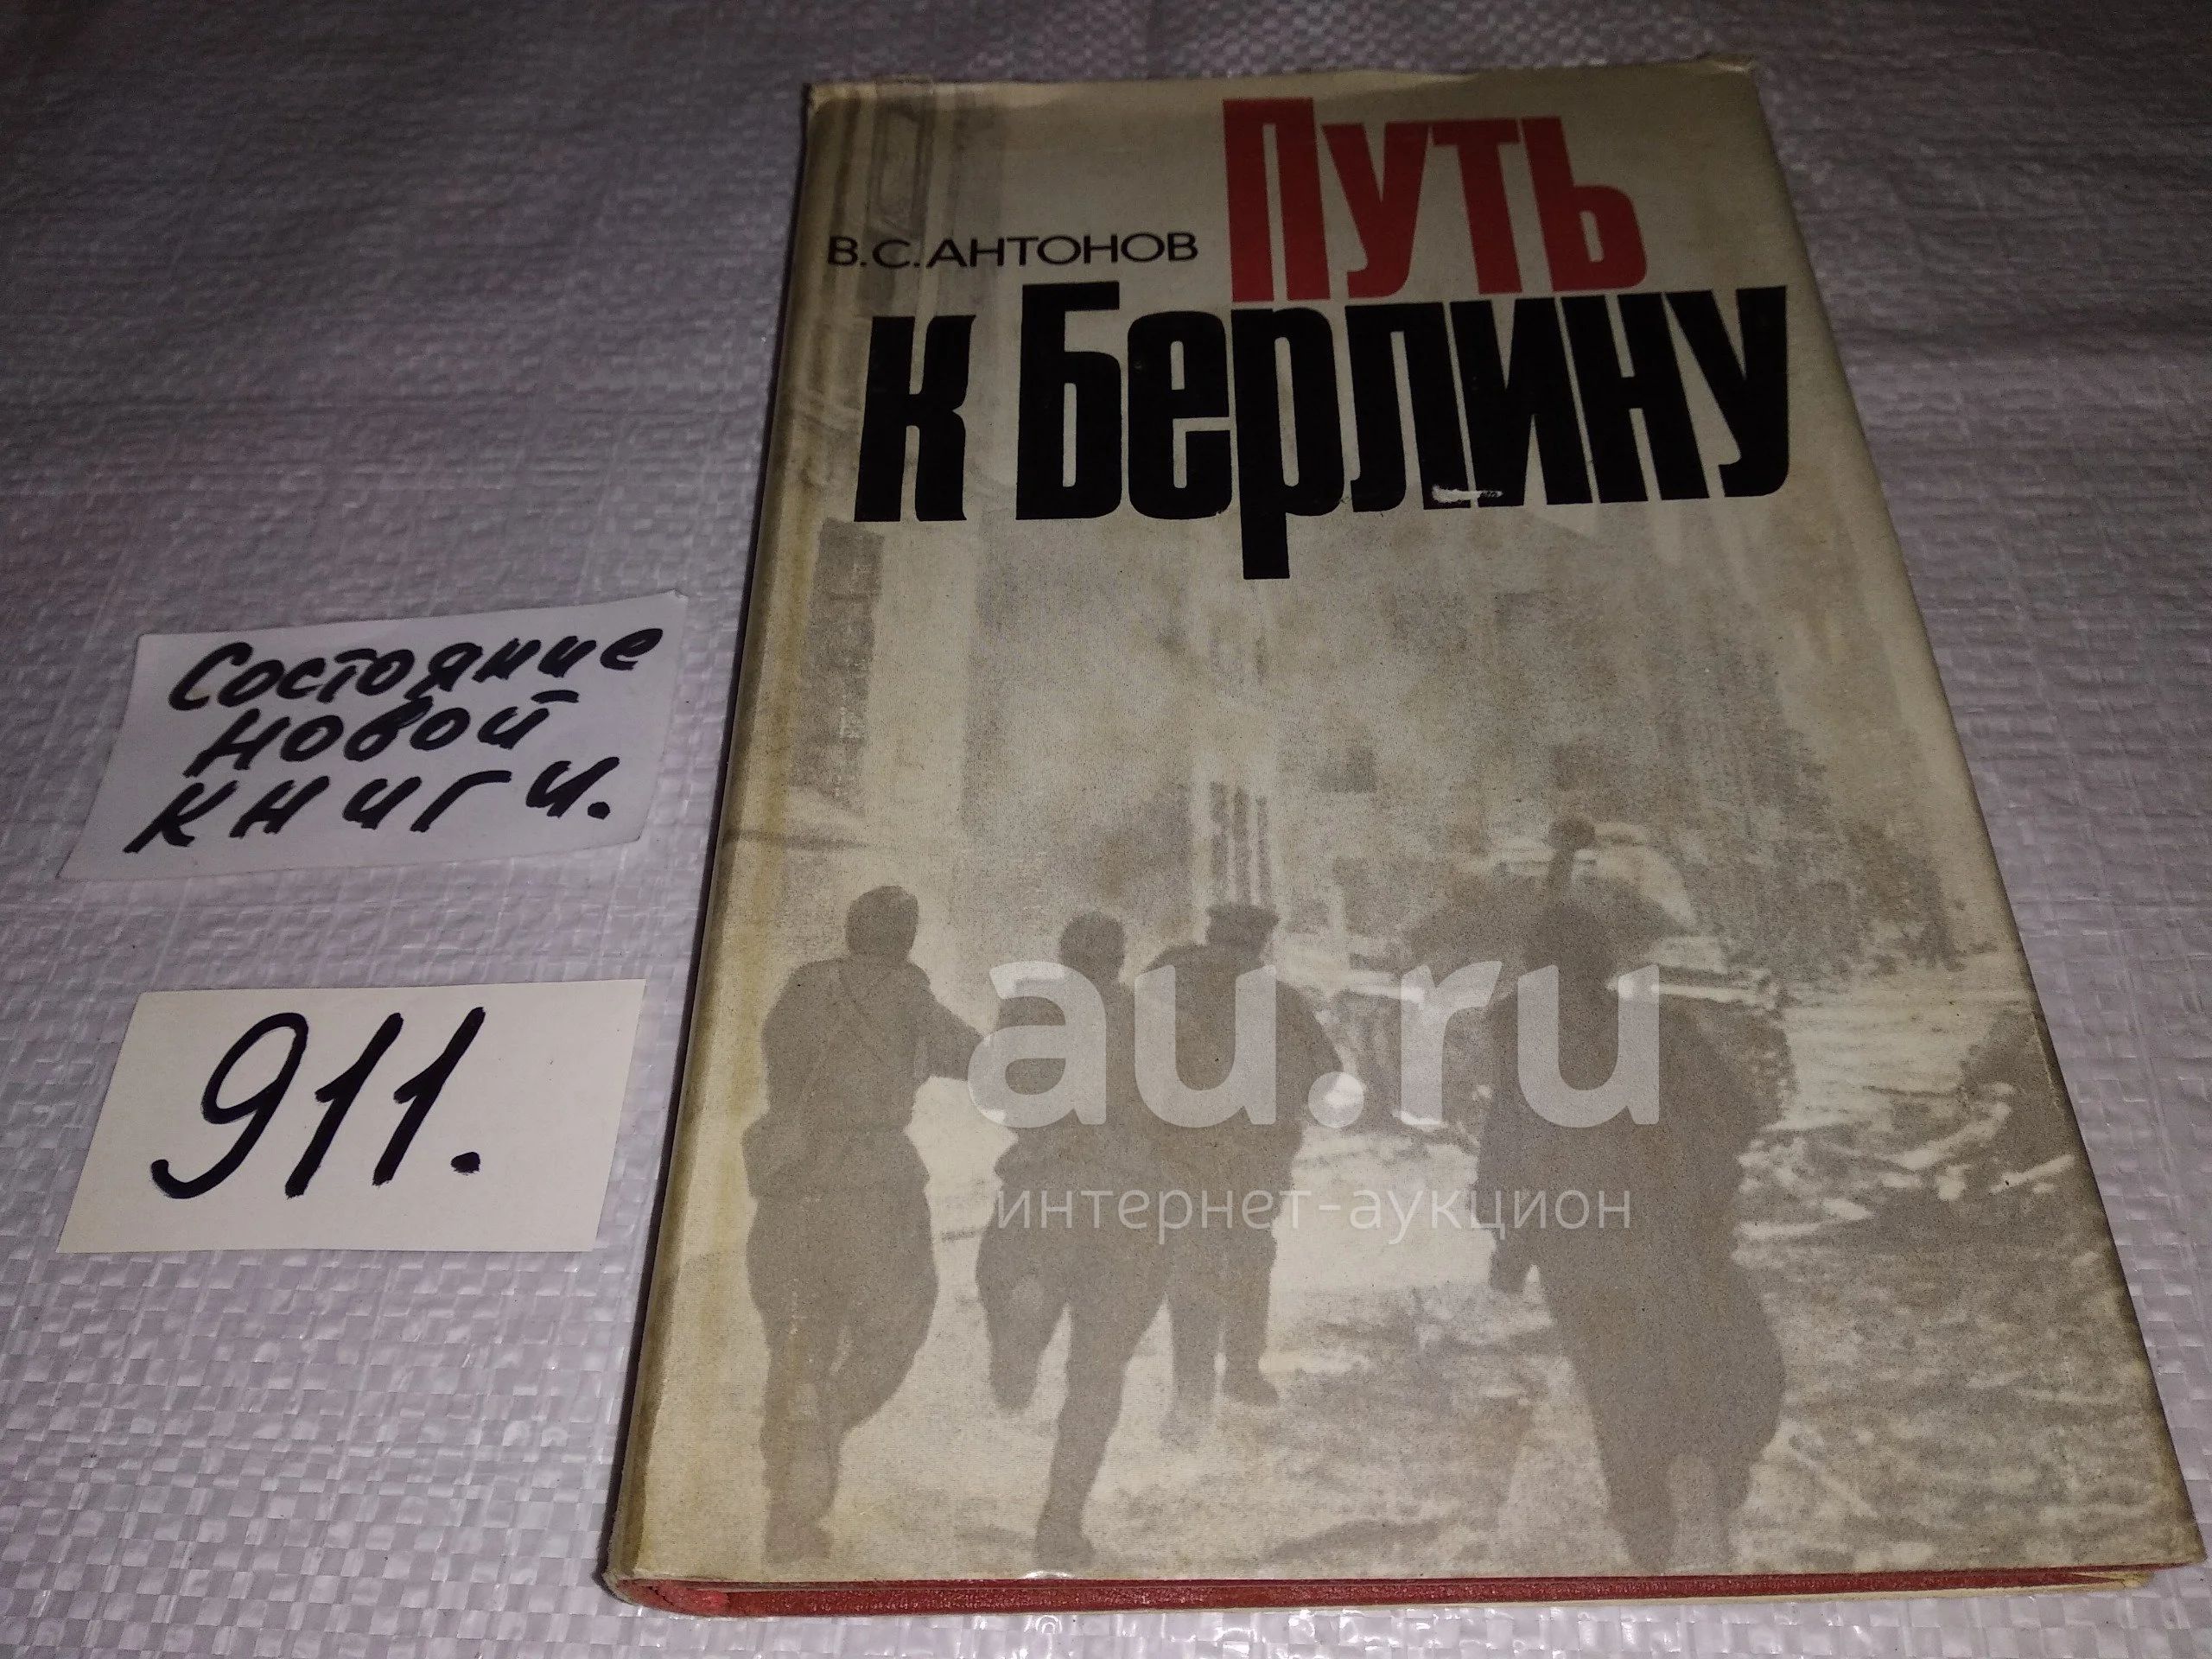 В.С.АНТОНОВ
Путь
к Берлину
Состояние
новой
книги.
911.
au.ru
интернет-аукцион